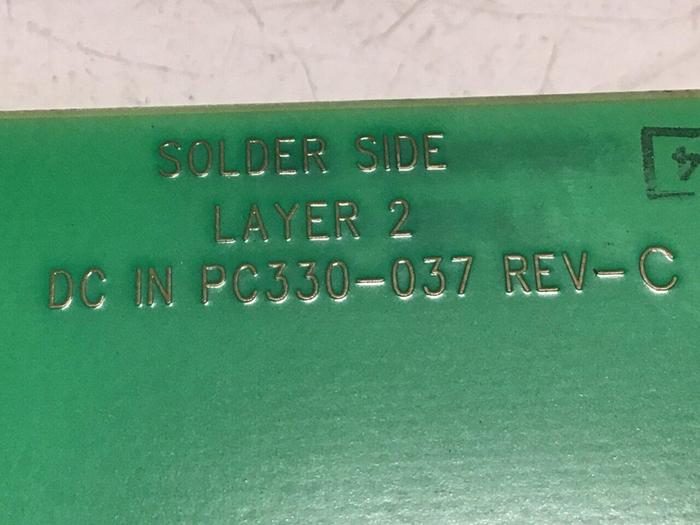 SOLDER SIDE
LAYER 2
DC IN PC330-037 REV-C